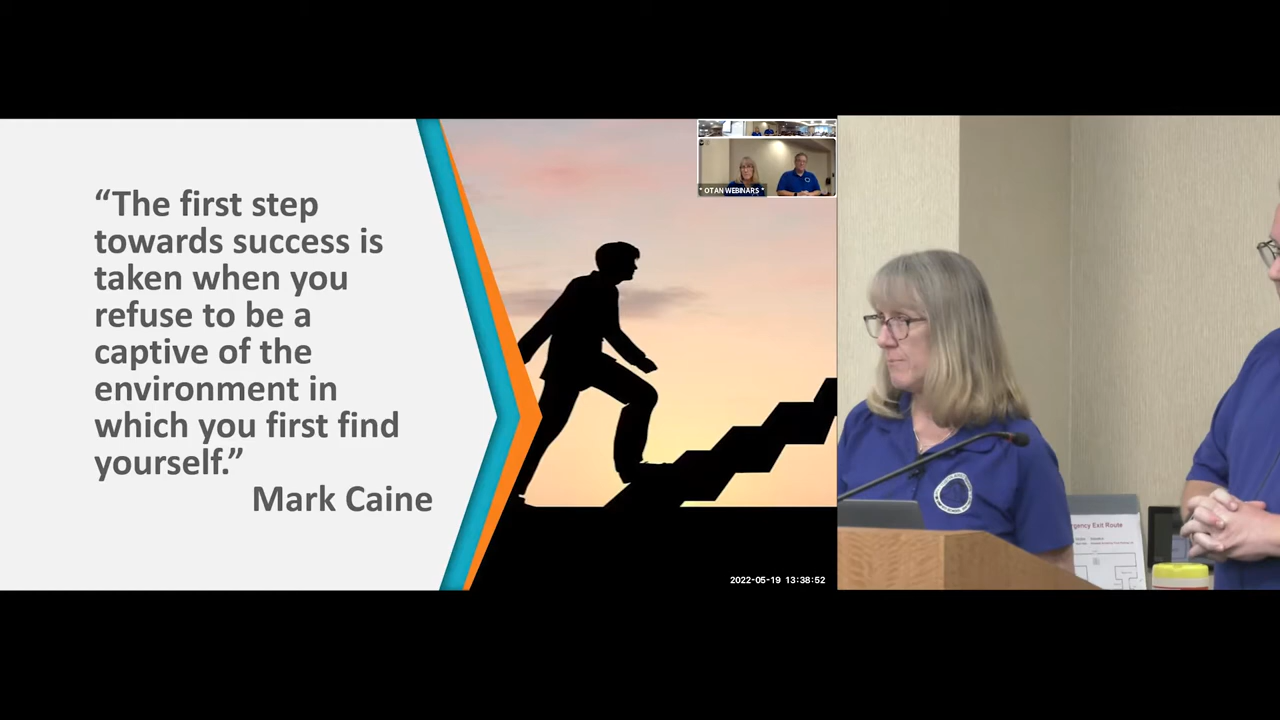 “The first step
towards success is
taken when you
refuse to be a
captive of the
environment in
which you first find
yourself.”
Mark Caine
* OTAN WEBINARS *
2022-05-19 13:38:52
rgency Exit Route